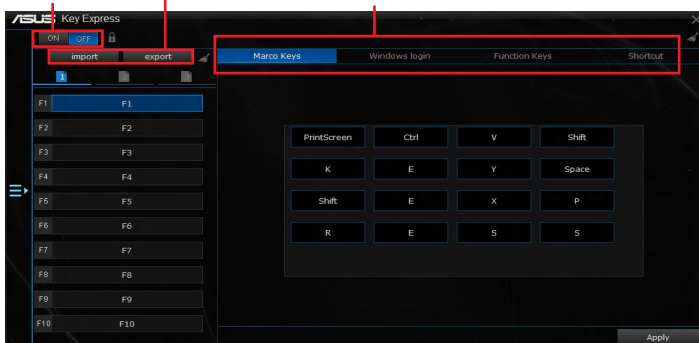 ASUS Key Express
ON OFF
import export
Marco Keys Windows login Function Keys Shortcut
1 2 3
F1 F1
F2 F2
F3 F3
F4 F4
F5 F5
F6 F6
F7 F7
F8 F8
F9 F9
F10 F10
PrintScreen Ctrl V Shift
K E Y Space
Shift E X P
R E S S
Apply